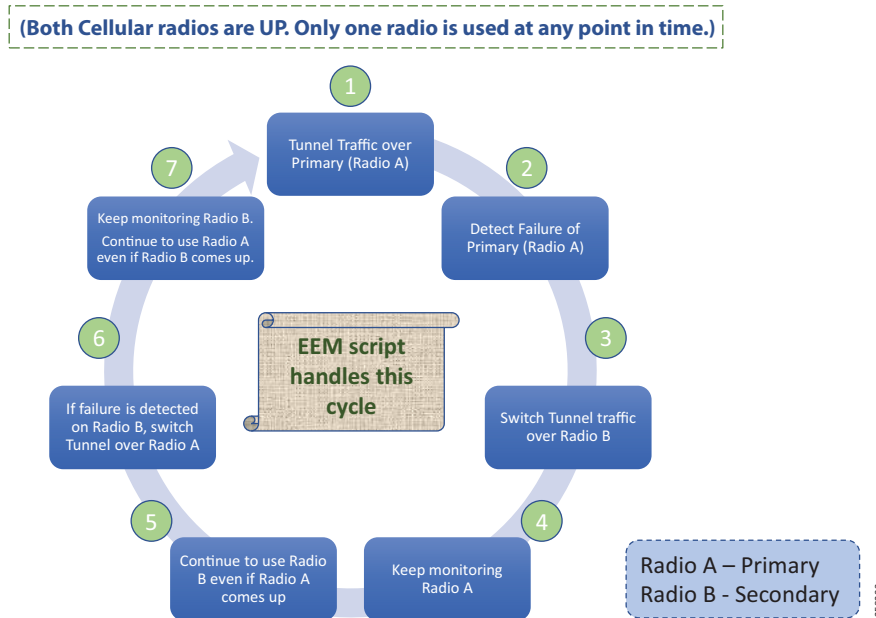 (Both Cellular radios are UP. Only one radio is used at any point in time.)
1
Tunnel Traffic over
Primary (Radio A)
2
Detect Failure of
Primary (Radio A)
3
Switch Tunnel traffic
over Radio B
4
Keep monitoring
Radio A
5
Continue to use Radio
B even if Radio A
comes up
6
If failure is detected
on Radio B, switch
Tunnel over Radio A
7
Keep monitoring Radio B.
Continue to use Radio A
even if Radio B comes up.
EEM script
handles this
cycle
Radio A – Primary
Radio B - Secondary